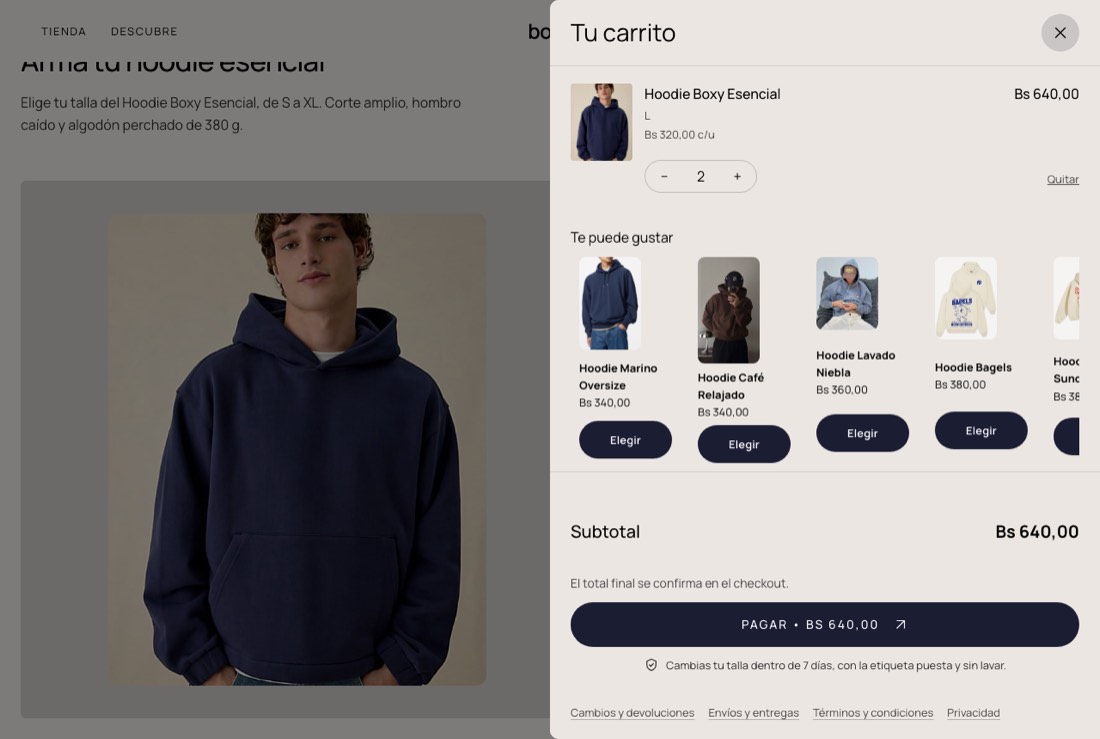 TIENDA DESCUBRE
bo
Arma tu hoodie esencial
Elige tu talla del Hoodie Boxy Esencial, de S a XL. Corte amplio, hombro
caído y algodón perchado de 380 g.
Tu carrito
Hoodie Boxy Esencial Bs 640,00
L
Bs 320,00 c/u
− 2 +
Quitar
Te puede gustar
Hoodie Marino
Oversize
Bs 340,00
Elegir
Hoodie Café
Relajado
Bs 340,00
Elegir
Hoodie Lavado
Niebla
Bs 360,00
Elegir
BAGELS
Hoodie Bagels
Bs 380,00
Elegir
Hood
Bs 38
Subtotal Bs 640,00
El total final se confirma en el checkout.
PAGAR • BS 640,00
Cambias tu talla dentro de 7 días, con la etiqueta puesta y sin lavar.
Cambios y devoluciones Envíos y entregas Términos y condiciones Privacidad